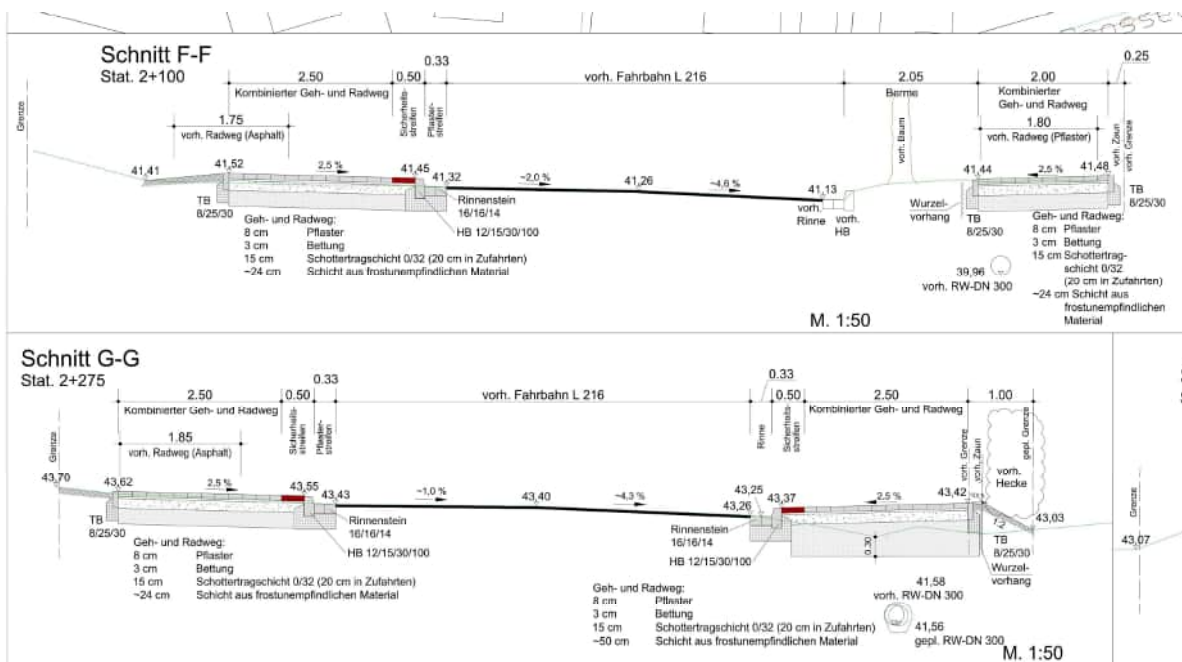 Schnitt F-F
Stat. 2+100
2.50
0.50
0.33
vorh. Fahrbahn L 216
2.05
2.00
0.25
Kombinierter Geh- und Radweg
Sicherheits-
streifen
Pflaster-
streifen
Berme
Kombinierter
Geh- und Radweg
Grenze
1.75
vorh. Radweg (Asphalt)
vorh. Baum
1.80
vorh. Radweg (Pflaster)
vorh. Zaun
vorh. Grenze
41,41
41,52
2,5 %
41,45
41,32
~2,0 %
41,26
~4,6 %
41,13
41,44
2,5 %
41,48
TB
8/25/30
Rinnenstein
16/16/14
HB 12/15/30/100
vorh.
Rinne
vorh.
HB
Wurzel-
vorhang
TB
8/25/30
TB
8/25/30
Geh- und Radweg:
8 cm Pflaster
3 cm Bettung
15 cm Schottertragschicht 0/32 (20 cm in Zufahrten)
~24 cm Schicht aus frostunempfindlichen Material
39,96
vorh. RW-DN 300
Geh- und Radweg:
8 cm Pflaster
3 cm Bettung
15 cm Schottertrag-
schicht 0/32
(20 cm in Zufahrten)
~24 cm Schicht aus
frostunempfindlichen
Material
M. 1:50
Schnitt G-G
Stat. 2+275
2.50
0.50
0.33
vorh. Fahrbahn L 216
0.33
0.50
2.50
1.00
Kombinierter Geh- und Radweg
Sicherheits-
streifen
Pflaster-
streifen
Rinne
Sicherheits-
streifen
Kombinierter Geh- und Radweg
Grenze
1.85
vorh. Radweg (Asphalt)
vorh. Grenze
vorh. Zaun
gepl. Grenze
vorh.
Hecke
Grenze
43,70
43,62
2,5 %
43,55
43,43
~1,0 %
43,40
~4,3 %
43,25
43,26
43,37
2,5 %
43,42
43,03
43,07
TB
8/25/30
Rinnenstein
16/16/14
HB 12/15/30/100
Rinnenstein
16/16/14
HB 12/15/30/100
0.30
TB
8/25/30
Wurzel-
vorhang
Geh- und Radweg:
8 cm Pflaster
3 cm Bettung
15 cm Schottertragschicht 0/32 (20 cm in Zufahrten)
~24 cm Schicht aus frostunempfindlichen Material
Geh- und Radweg:
8 cm Pflaster
3 cm Bettung
15 cm Schottertragschicht 0/32 (20 cm in Zufahrten)
~50 cm Schicht aus frostunempfindlichen Material
41,58
vorh. RW-DN 300
41,56
gepl. RW-DN 300
M. 1:50